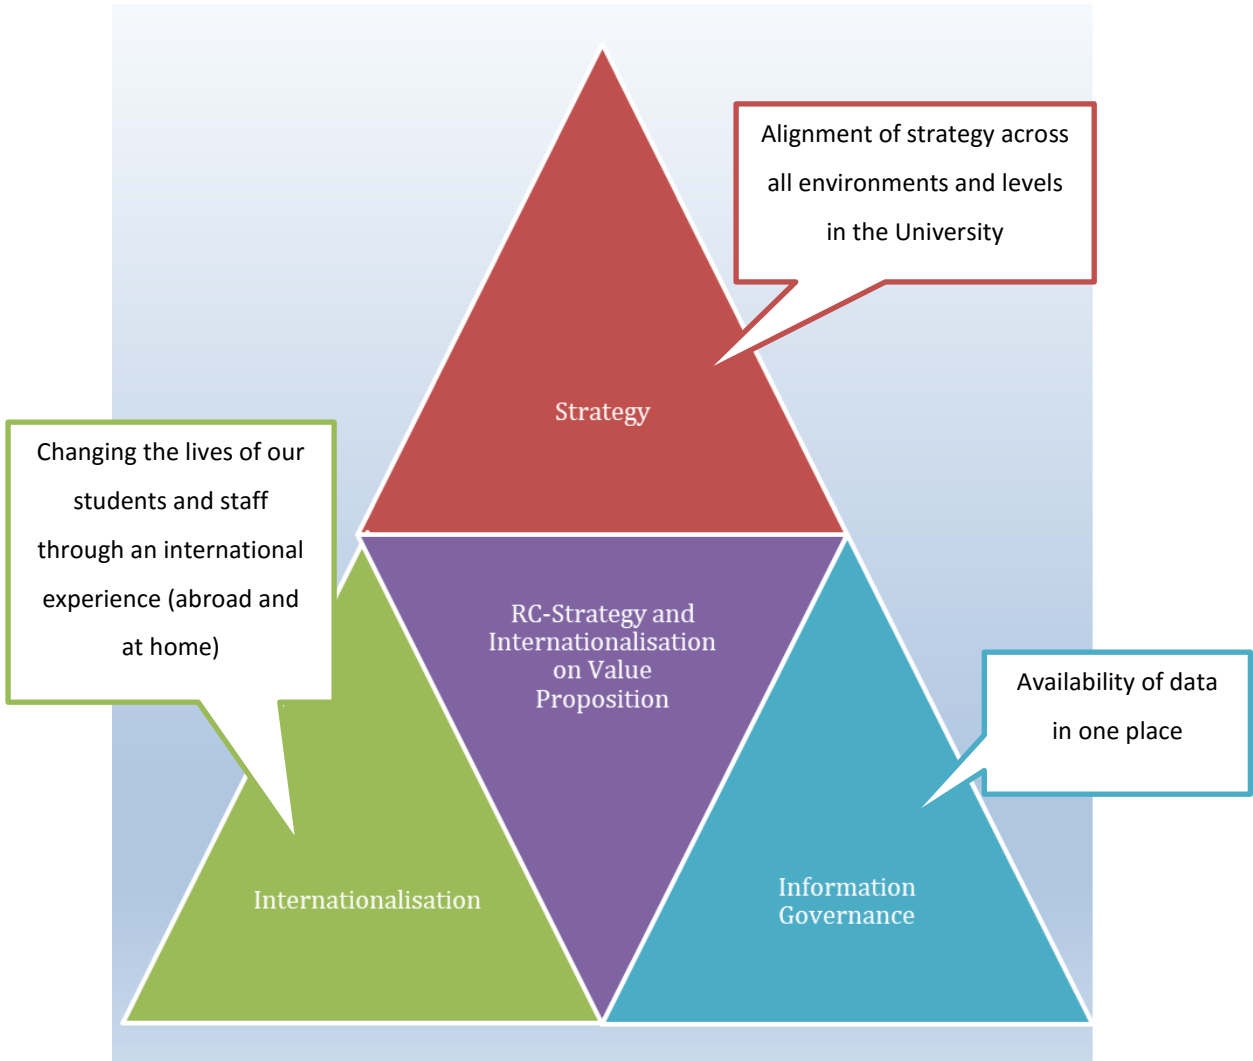 Alignment of strategy across
all environments and levels
in the University
Strategy
Changing the lives of our
students and staff
through an international
experience (abroad and
at home)
RC-Strategy and
Internationalisation
on Value
Proposition
Availability of data
in one place
Internationalisation
Information
Governance